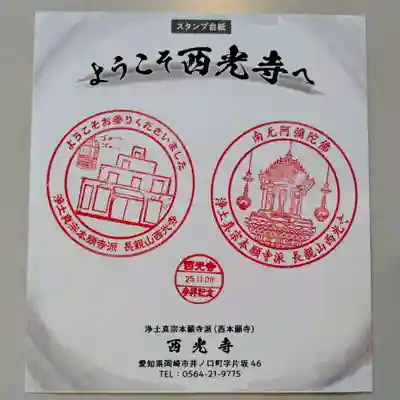 スタンプ台紙
ようこそ西光寺へ
ようこそお参りくださいました
浄土真宗本願寺派 長親山西光寺
南无阿彌陀佛
浄土真宗本願寺派 長親山西光寺
西光寺
25.11.09
参拝記念
浄土真宗本願寺派（西本願寺）
西光寺
愛知県岡崎市井ノ口町字片坂 46
TEL：0564-21-9775